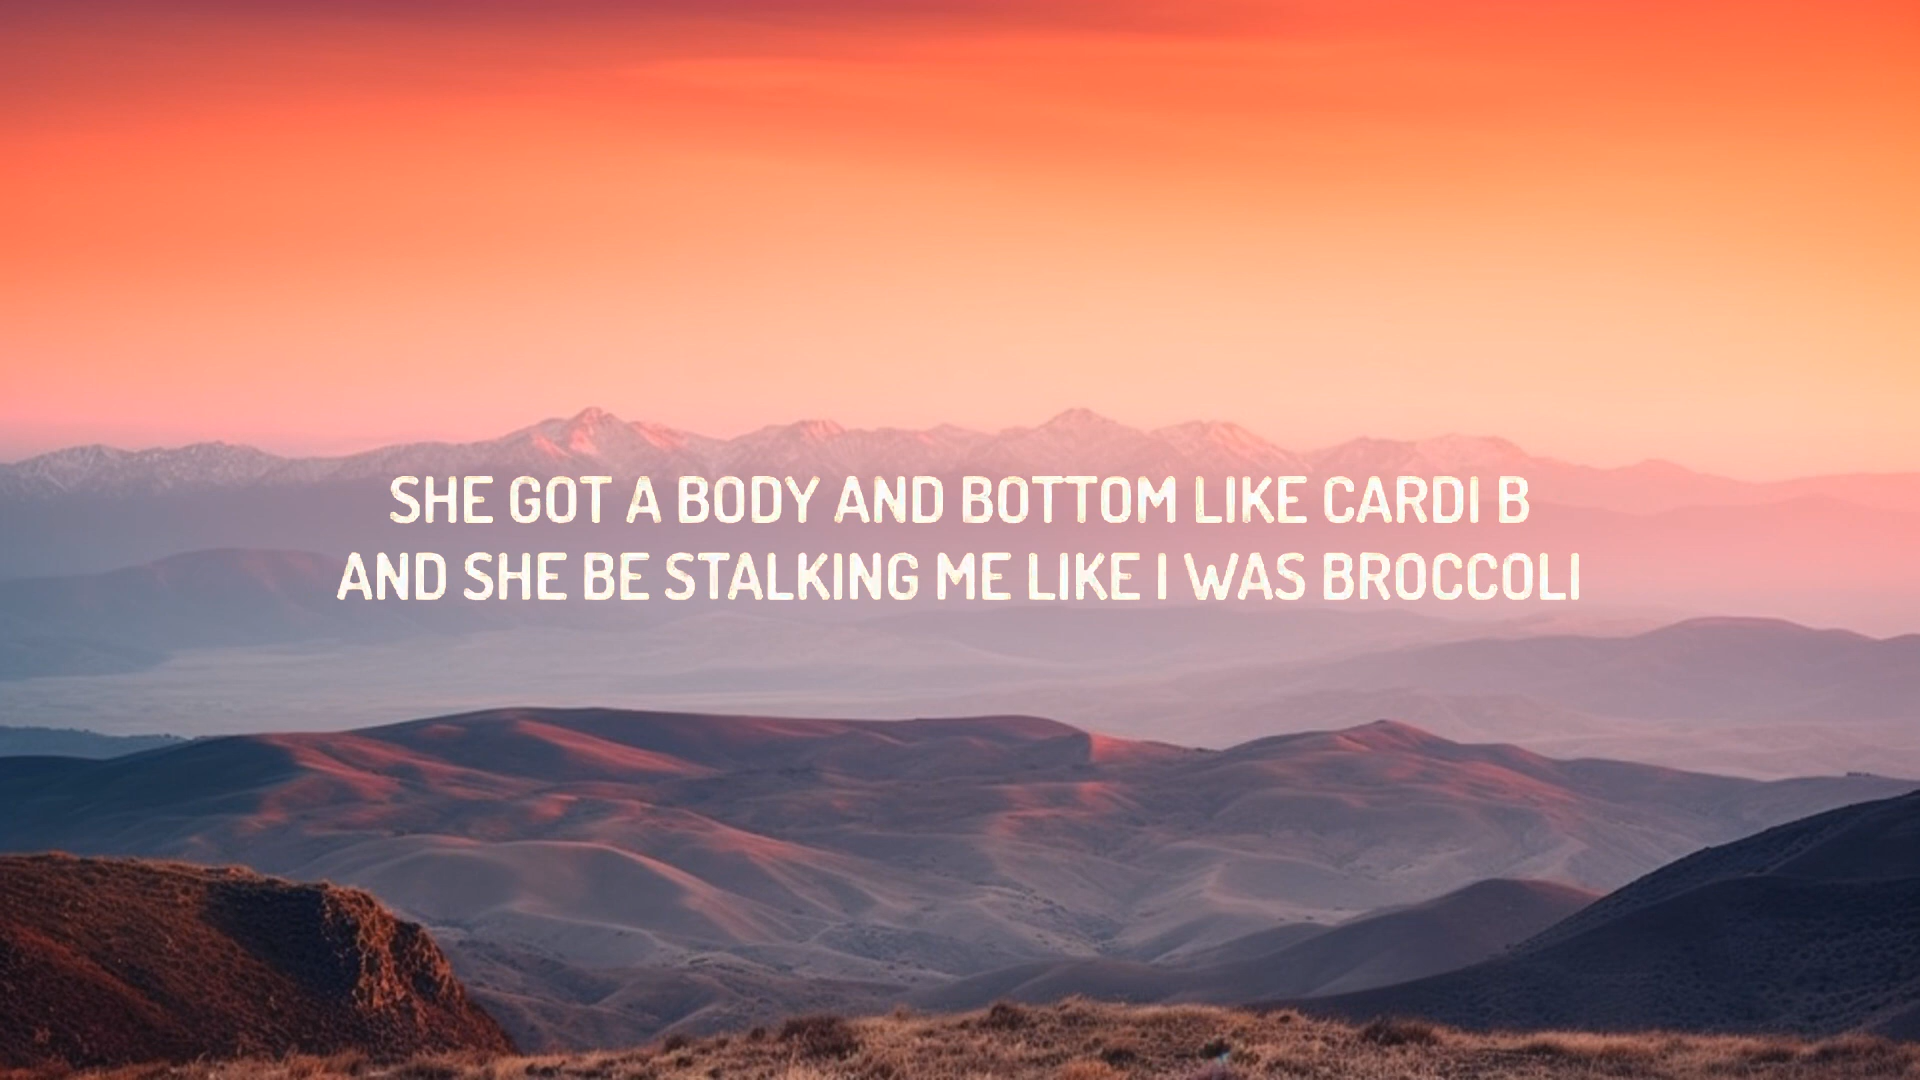 SHE GOT A BODY AND BOTTOM LIKE CARDI B
AND SHE BE STALKING ME LIKE I WAS BROCCOLI